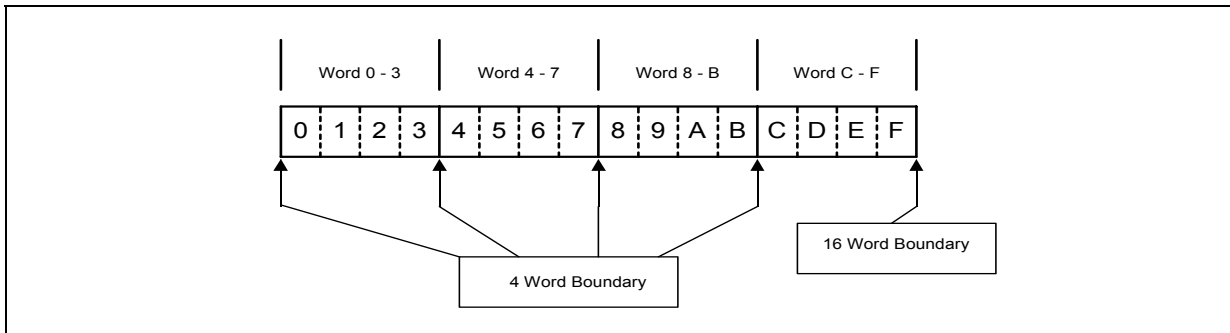 Word 0 - 3 Word 4 - 7 Word 8 - B Word C - F
0 1 2 3 4 5 6 7 8 9 A B C D E F
16 Word Boundary
4 Word Boundary